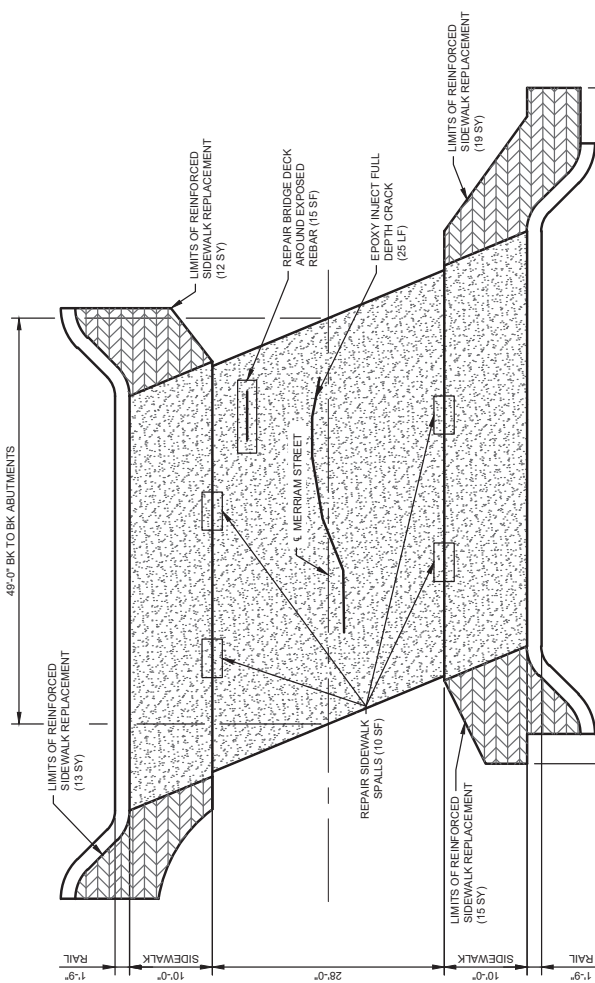 49'-0" BK TO BK ABUTMENTS
LIMITS OF REINFORCED
SIDEWALK REPLACEMENT
(13 SY)
LIMITS OF REINFORCED
SIDEWALK REPLACEMENT
(12 SY)
REPAIR BRIDGE DECK
AROUND EXPOSED
REBAR (15 SF)
EPOXY INJECT FULL
DEPTH CRACK
(25 LF)
LIMITS OF REINFORCED
SIDEWALK REPLACEMENT
(19 SY)
℄ MERRIAM STREET
REPAIR SIDEWALK
SPALLS (10 SF)
LIMITS OF REINFORCED
SIDEWALK REPLACEMENT
(15 SY)
1'-9"
RAIL
10'-0"
SIDEWALK
28'-0"
10'-0"
SIDEWALK
1'-9"
RAIL